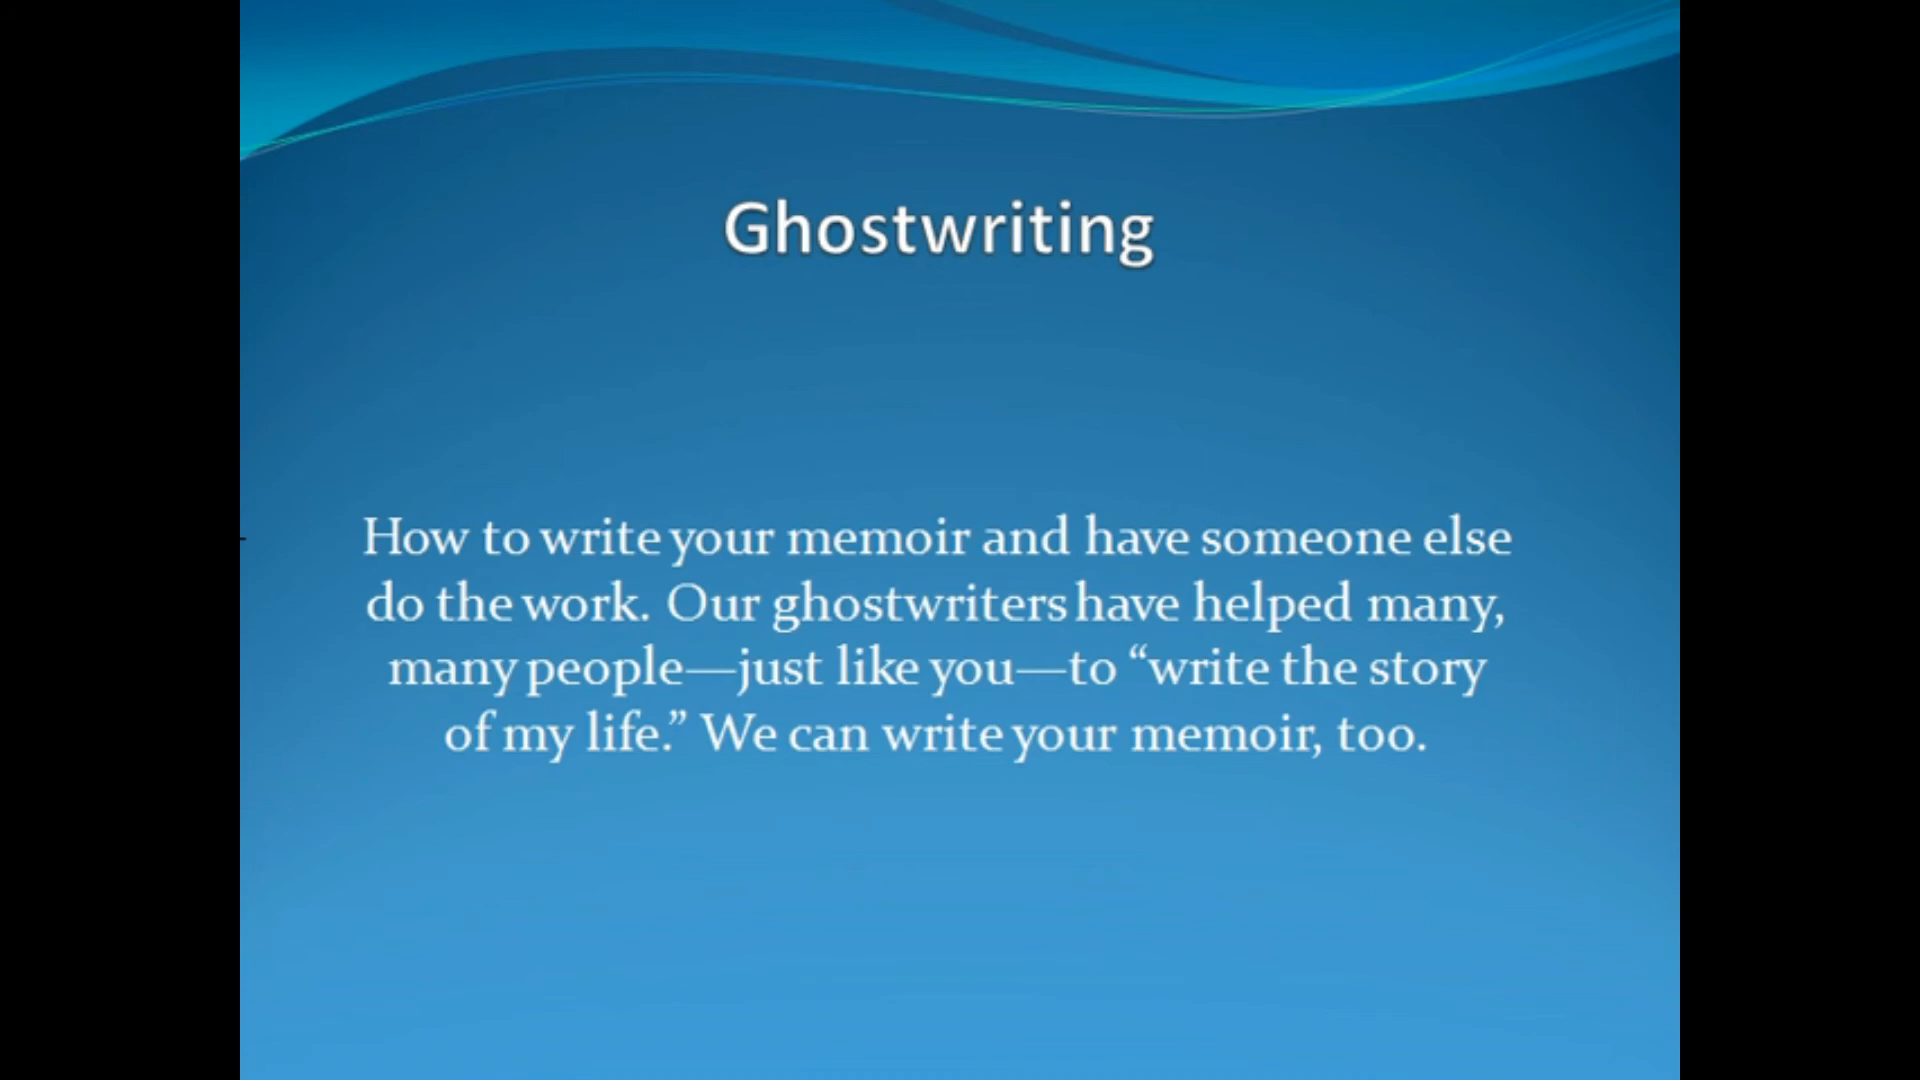 Ghostwriting
How to write your memoir and have someone else
do the work. Our ghostwriters have helped many,
many people—just like you—to “write the story
of my life.” We can write your memoir, too.